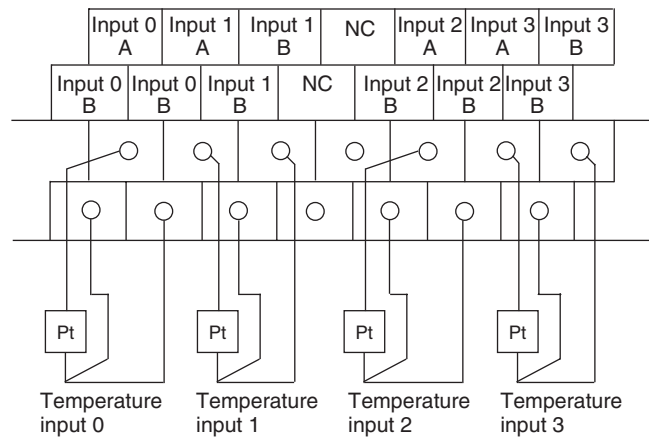 Input 0 Input 1 Input 1 NC Input 2 Input 3 Input 3
A A B A A B
Input 0 Input 0 Input 1 NC Input 2 Input 2 Input 3
B B B B B B
Pt Pt Pt Pt
Temperature Temperature Temperature Temperature
input 0 input 1 input 2 input 3